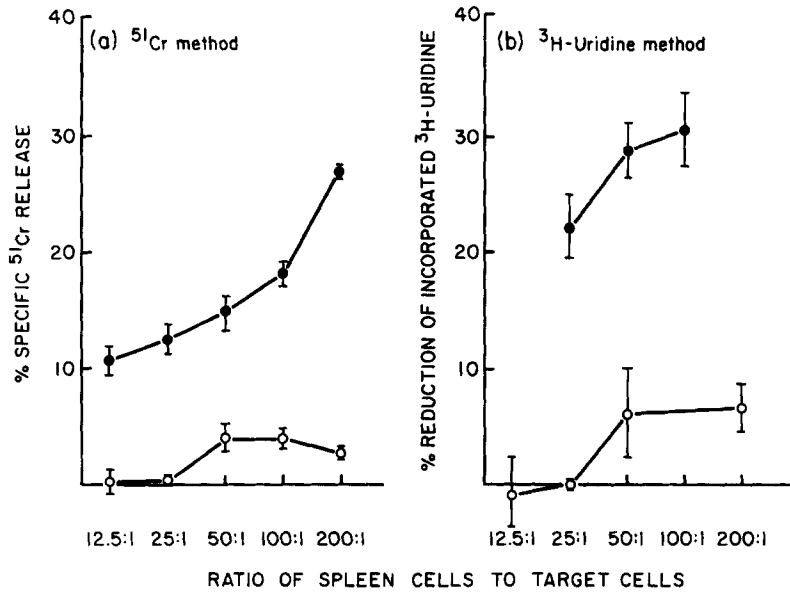 (a) ⁵¹Cr method
% SPECIFIC ⁵¹Cr RELEASE
40
30
20
10
12.5:1 25:1 50:1 100:1 200:1
(b) ³H-Uridine method
% REDUCTION OF INCORPORATED ³H-URIDINE
40
30
20
10
12.5:1 25:1 50:1 100:1 200:1
RATIO OF SPLEEN CELLS TO TARGET CELLS